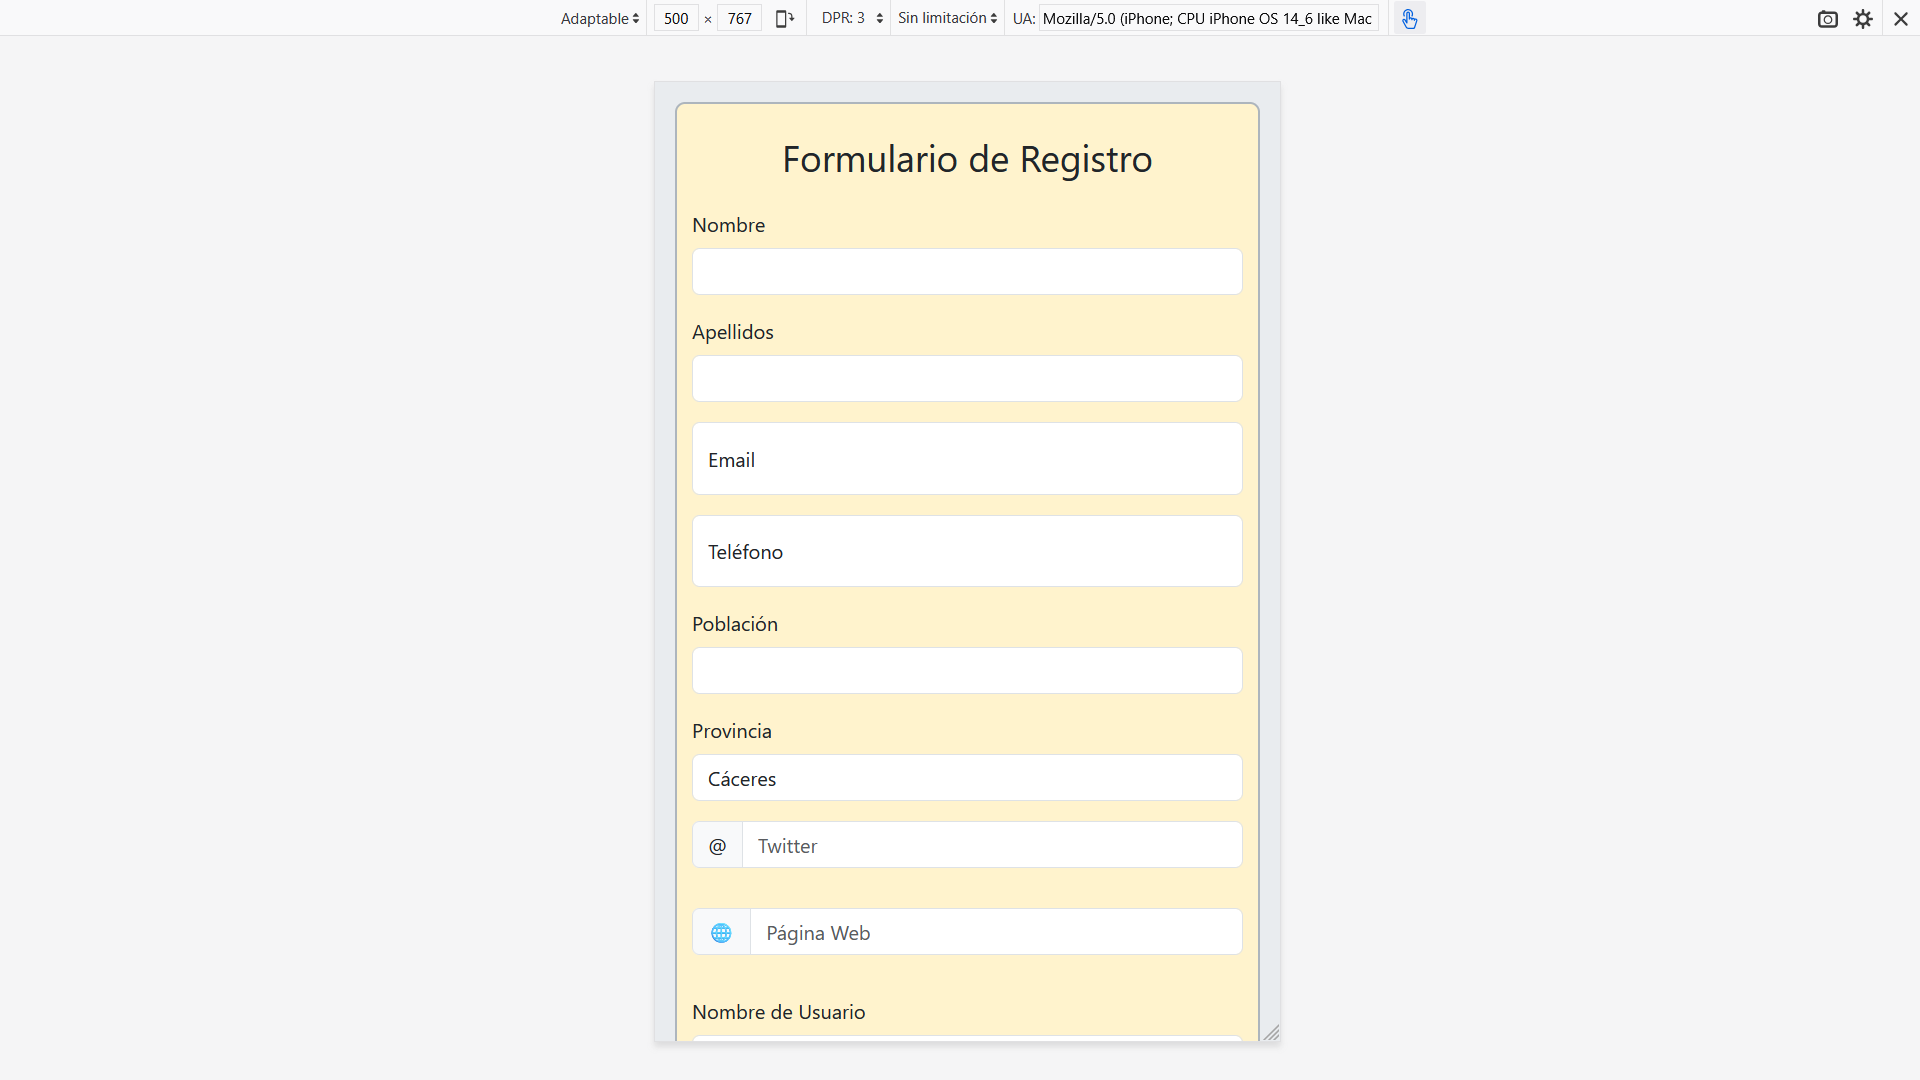 Adaptable 500 × 767 DPR: 3 Sin limitación UA: Mozilla/5.0 (iPhone; CPU iPhone OS 14_6 like Mac
Formulario de Registro
Nombre
Apellidos
Email
Teléfono
Población
Provincia
Cáceres
@ Twitter
Página Web
Nombre de Usuario